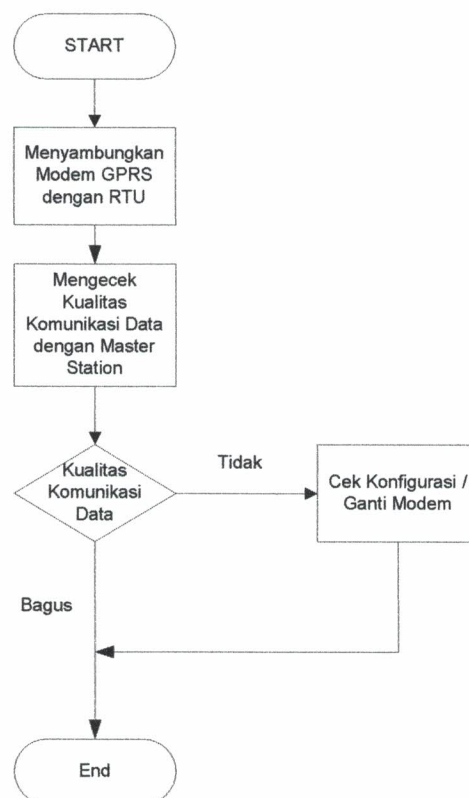 START
Menyambungkan
Modem GPRS
dengan RTU
Mengecek
Kualitas
Komunikasi Data
dengan Master
Station
Kualitas
Komunikasi
Data
Tidak
Cek Konfigurasi /
Ganti Modem
Bagus
End